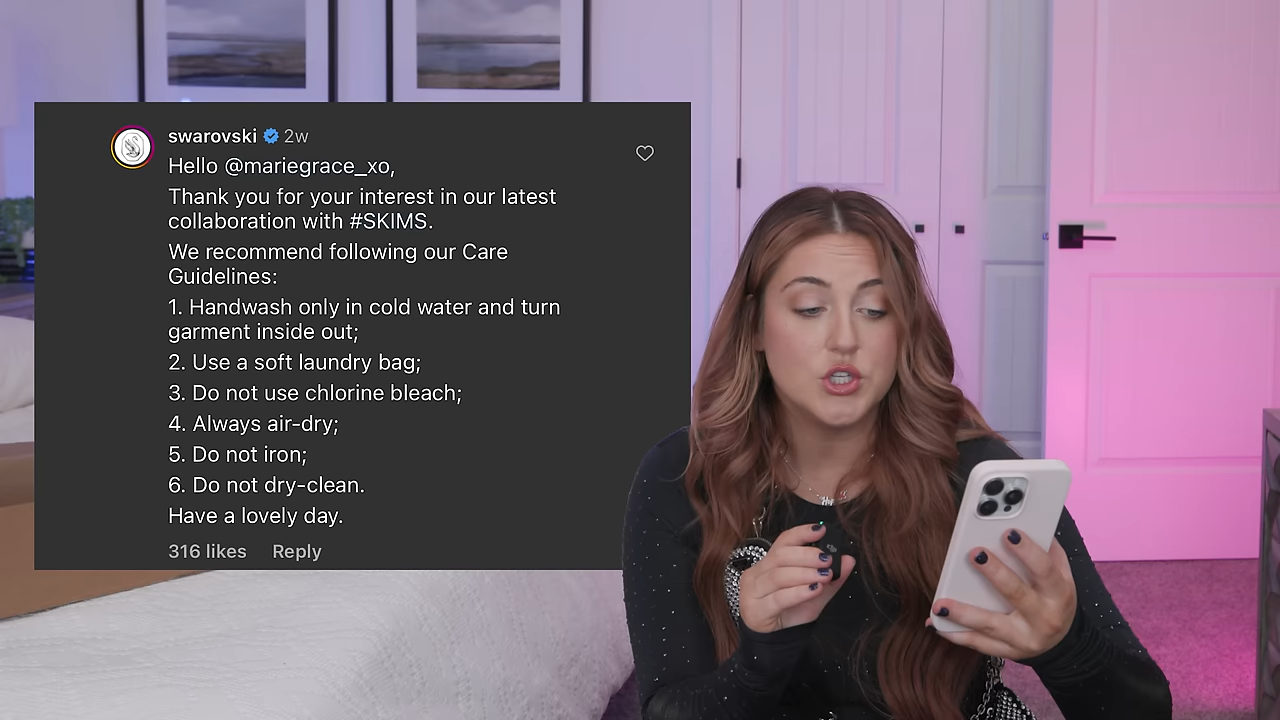 swarovski 2w
Hello @mariegrace_xo,
Thank you for your interest in our latest
collaboration with #SKIMS.
We recommend following our Care
Guidelines:
1. Handwash only in cold water and turn
garment inside out;
2. Use a soft laundry bag;
3. Do not use chlorine bleach;
4. Always air-dry;
5. Do not iron;
6. Do not dry-clean.
Have a lovely day.
316 likes Reply